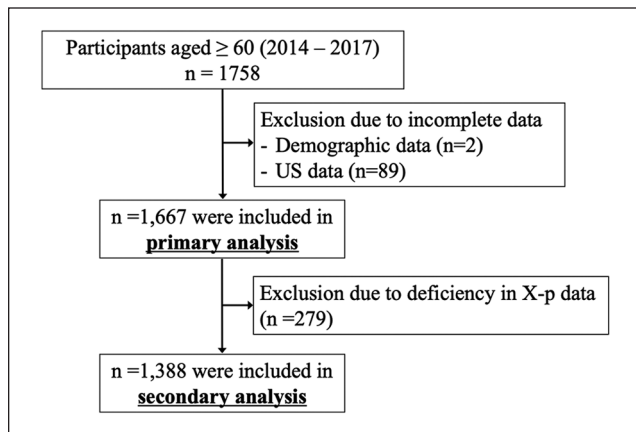 Participants aged ≥ 60 (2014 – 2017)
n = 1758
Exclusion due to incomplete data
- Demographic data (n=2)
- US data (n=89)
n =1,667 were included in
primary analysis
Exclusion due to deficiency in X-p data
(n =279)
n =1,388 were included in
secondary analysis